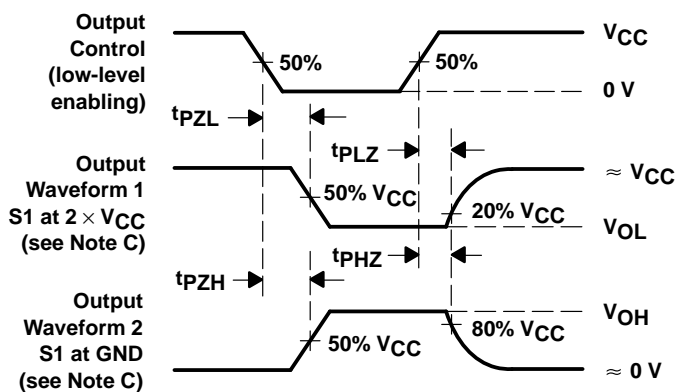 Output
Control
(low-level
enabling)
50%
50%
VCC
0 V
tPZL
tPLZ
Output
Waveform 1
S1 at 2 × VCC
(see Note C)
50% VCC
20% VCC
≈ VCC
VOL
tPZH
tPHZ
Output
Waveform 2
S1 at GND
(see Note C)
50% VCC
80% VCC
VOH
≈ 0 V